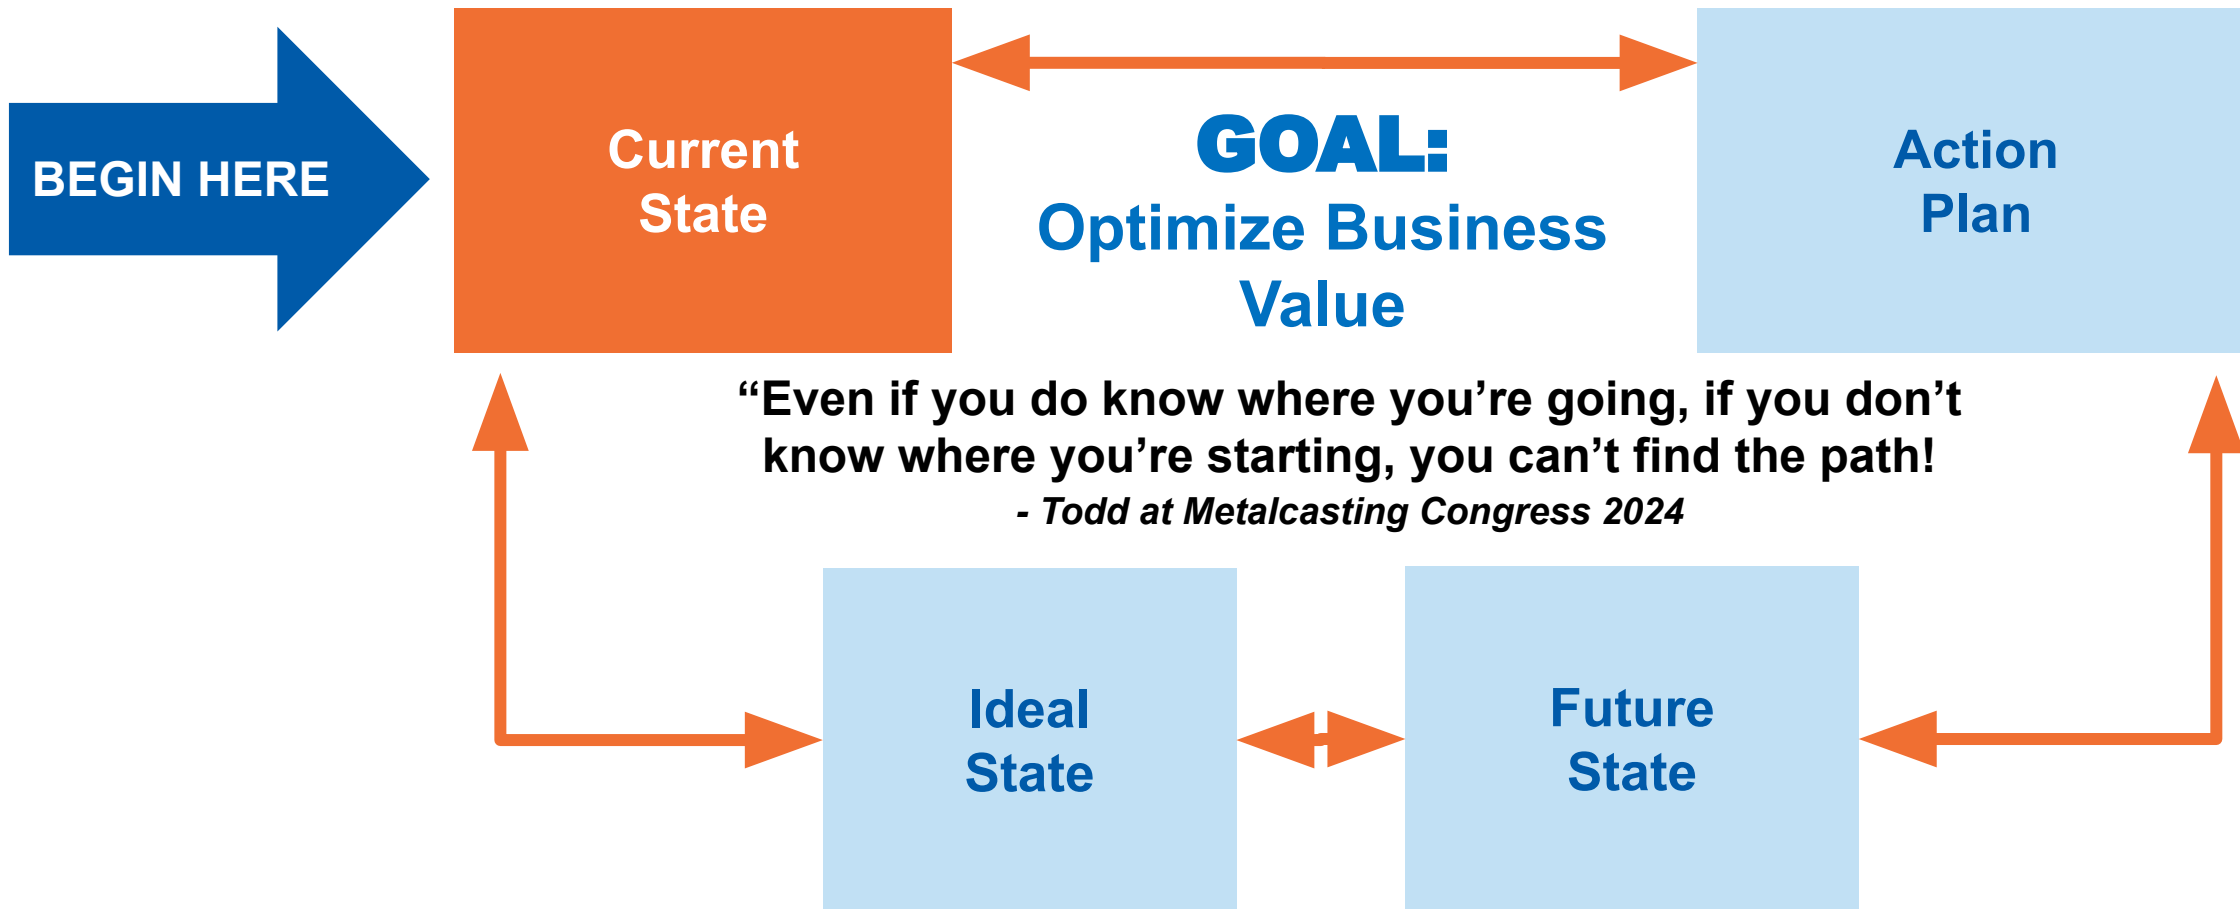 BEGIN HERE
Current
State
GOAL:
Optimize Business
Value
Action
Plan
“Even if you do know where you’re going, if you don’t
know where you’re starting, you can’t find the path!
- Todd at Metalcasting Congress 2024
Ideal
State
Future
State